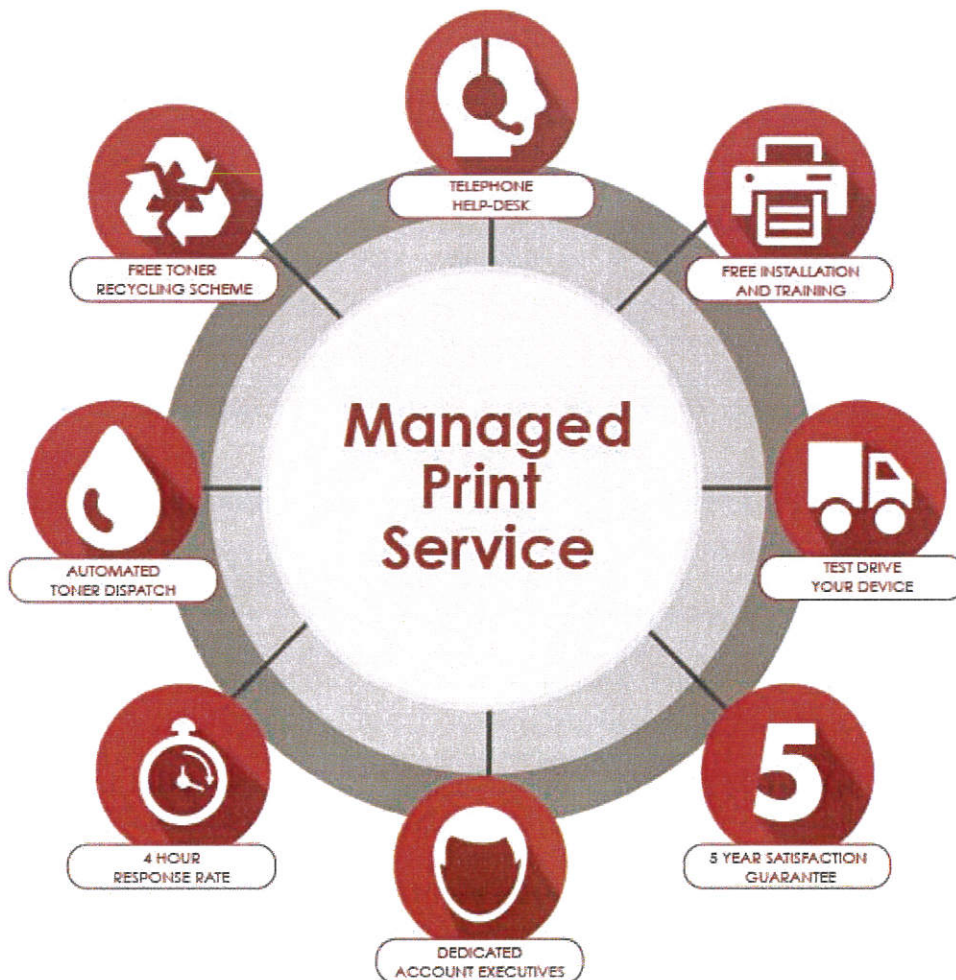 TELEPHONE
HELP-DESK
FREE INSTALLATION
AND TRAINING
TEST DRIVE
YOUR DEVICE
5
5 YEAR SATISFACTION
GUARANTEE
DEDICATED
ACCOUNT EXECUTIVES
4 HOUR
RESPONSE RATE
AUTOMATED
TONER DISPATCH
FREE TONER
RECYCLING SCHEME
Managed
Print
Service